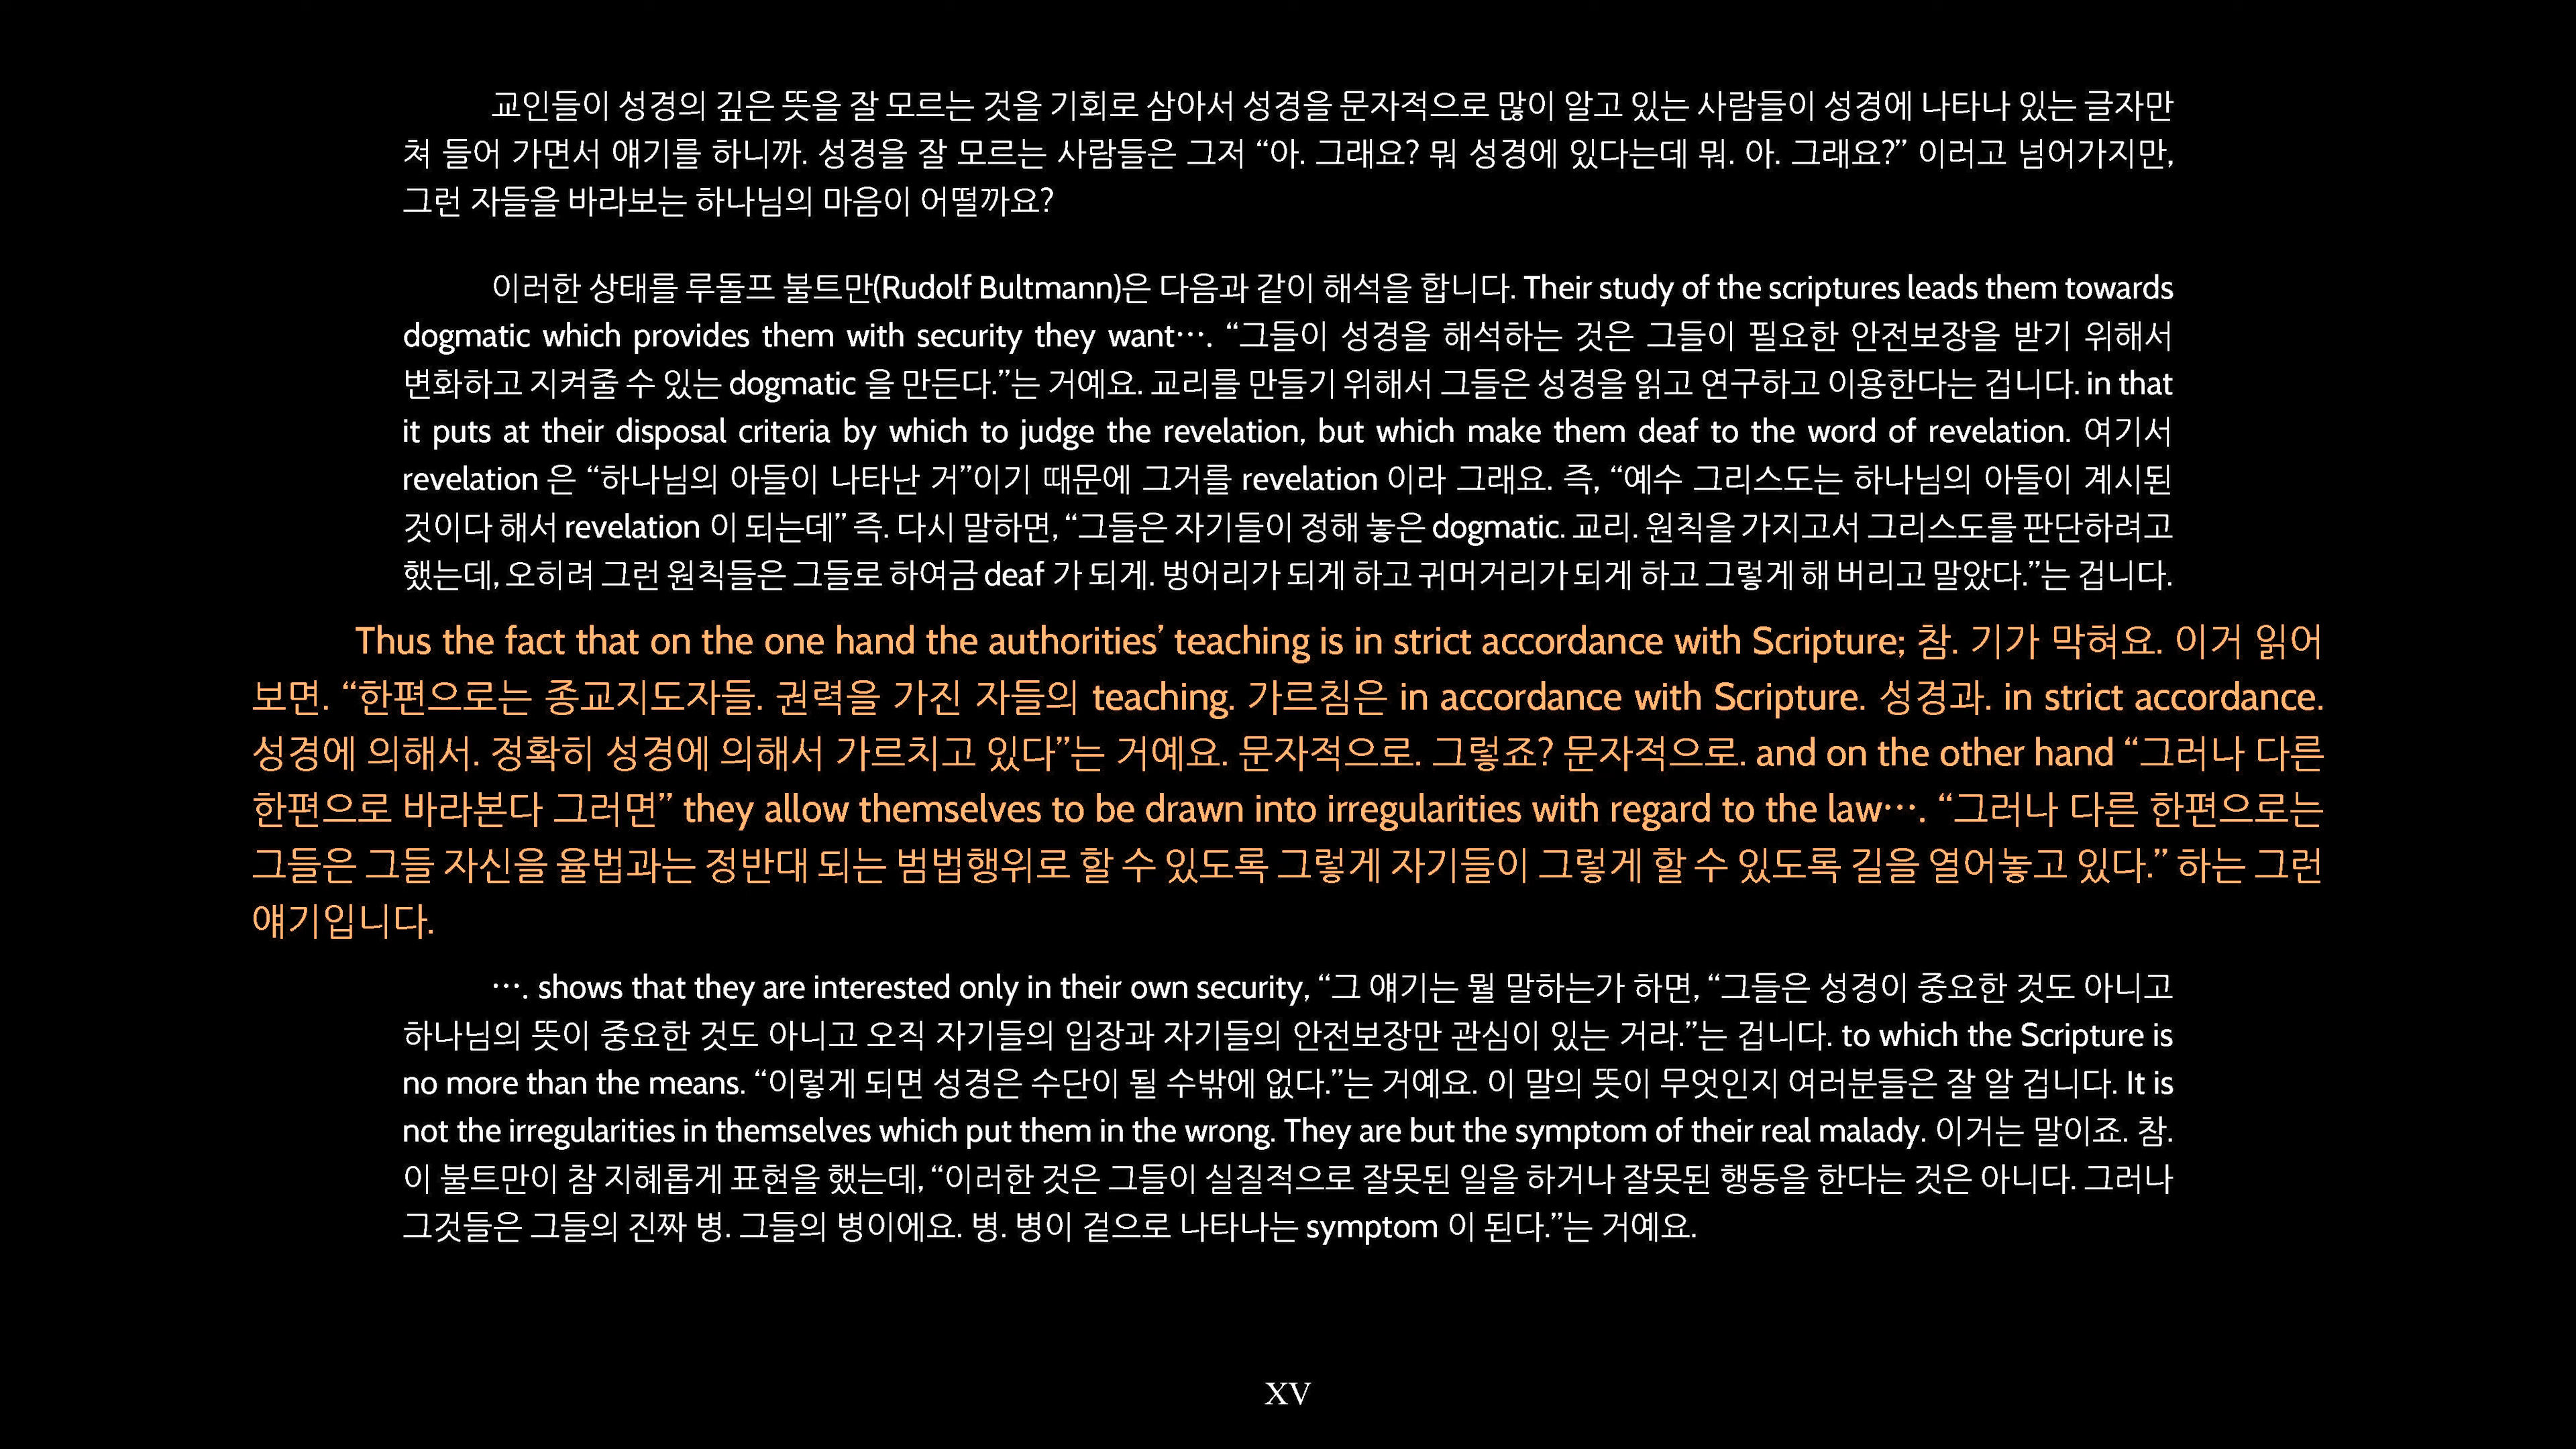 교인들이 성경의 깊은 뜻을 잘 모르는 것을 기회로 삼아서 성경을 문자적으로 많이 알고 있는 사람들이 성경에 나타나 있는 글자만
쳐 들어 가면서 얘기를 하니까. 성경을 잘 모르는 사람들은 그저 “아. 그래요? 뭐 성경에 있다는데 뭐. 아. 그래요?” 이러고 넘어가지만,
그런 자들을 바라보는 하나님의 마음이 어떨까요?
이러한 상태를 루돌프 불트만(Rudolf Bultmann)은 다음과 같이 해석을 합니다. Their study of the scriptures leads them towards
dogmatic which provides them with security they want…. “그들이 성경을 해석하는 것은 그들이 필요한 안전보장을 받기 위해서
변화하고 지켜줄 수 있는 dogmatic 을 만든다.”는 거예요. 교리를 만들기 위해서 그들은 성경을 읽고 연구하고 이용한다는 겁니다. in that
it puts at their disposal criteria by which to judge the revelation, but which make them deaf to the word of revelation. 여기서
revelation 은 “하나님의 아들이 나타난 거”이기 때문에 그거를 revelation 이라 그래요. 즉, “예수 그리스도는 하나님의 아들이 계시된
것이다 해서 revelation 이 되는데” 즉. 다시 말하면, “그들은 자기들이 정해 놓은 dogmatic. 교리. 원칙을 가지고서 그리스도를 판단하려고
했는데, 오히려 그런 원칙들은 그들로 하여금 deaf 가 되게. 벙어리가 되게 하고 귀머거리가 되게 하고 그렇게 해 버리고 말았다.”는 겁니다.
Thus the fact that on the one hand the authorities’ teaching is in strict accordance with Scripture; 참. 기가 막혀요. 이거 읽어
보면. “한편으로는 종교지도자들. 권력을 가진 자들의 teaching. 가르침은 in accordance with Scripture. 성경과. in strict accordance.
성경에 의해서. 정확히 성경에 의해서 가르치고 있다”는 거예요. 문자적으로. 그렇죠? 문자적으로. and on the other hand “그러나 다른
한편으로 바라본다 그러면” they allow themselves to be drawn into irregularities with regard to the law…. “그러나 다른 한편으로는
그들은 그들 자신을 율법과는 정반대 되는 범법행위로 할 수 있도록 그렇게 자기들이 그렇게 할 수 있도록 길을 열어놓고 있다.” 하는 그런
얘기입니다.
…. shows that they are interested only in their own security, “그 얘기는 뭘 말하는가 하면, “그들은 성경이 중요한 것도 아니고
하나님의 뜻이 중요한 것도 아니고 오직 자기들의 입장과 자기들의 안전보장만 관심이 있는 거라.”는 겁니다. to which the Scripture is
no more than the means. “이렇게 되면 성경은 수단이 될 수밖에 없다.”는 거예요. 이 말의 뜻이 무엇인지 여러분들은 잘 알 겁니다. It is
not the irregularities in themselves which put them in the wrong. They are but the symptom of their real malady. 이거는 말이죠. 참.
이 불트만이 참 지혜롭게 표현을 했는데, “이러한 것은 그들이 실질적으로 잘못된 일을 하거나 잘못된 행동을 한다는 것은 아니다. 그러나
그것들은 그들의 진짜 병. 그들의 병이에요. 병. 병이 겉으로 나타나는 symptom 이 된다.”는 거예요.
XV